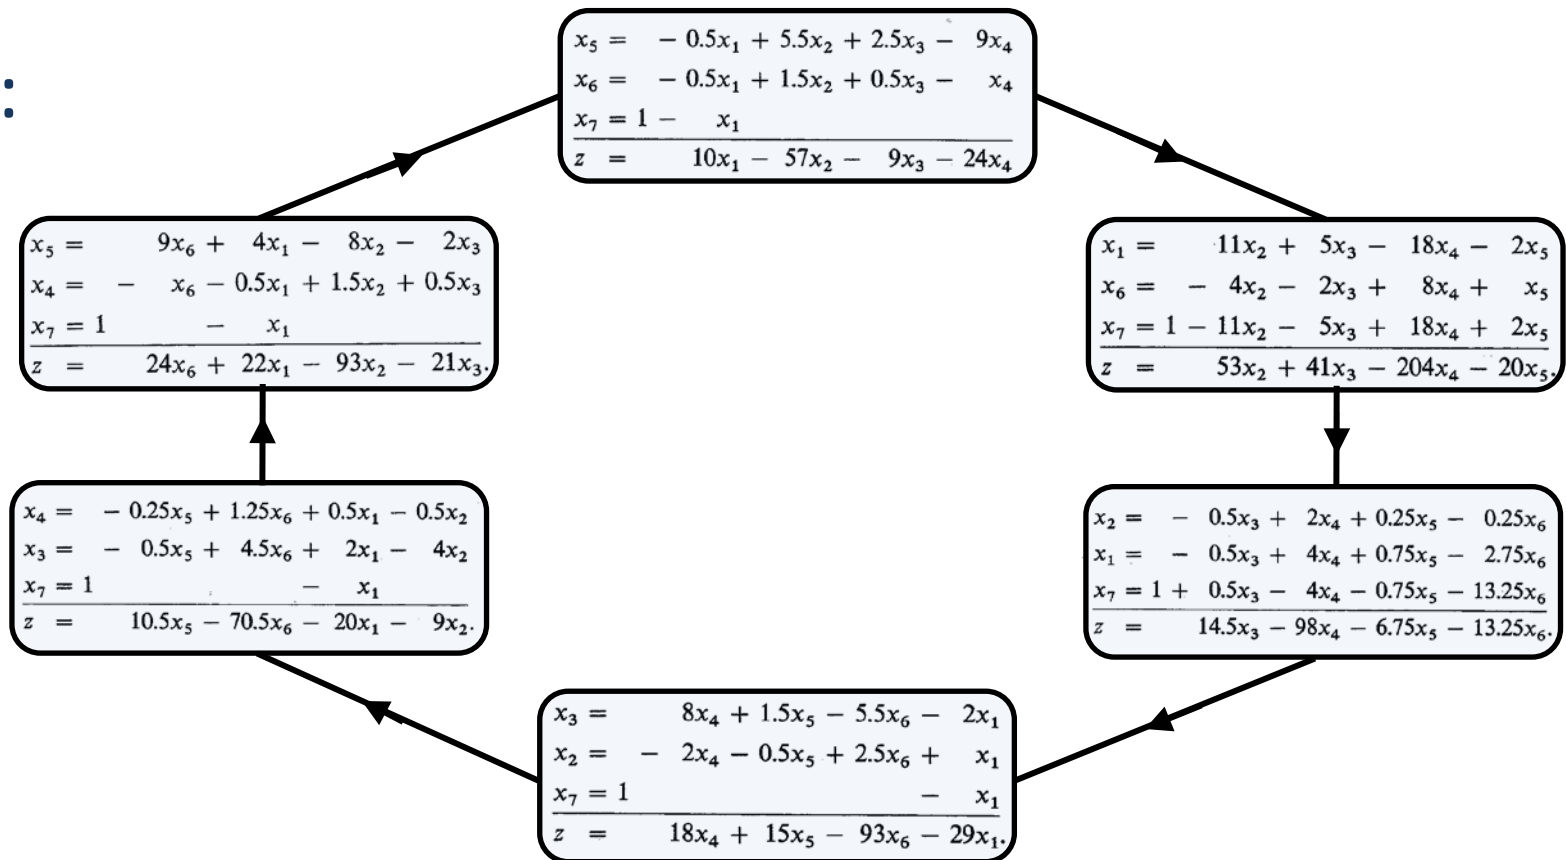 :
x₅ = − 0.5x₁ + 5.5x₂ + 2.5x₃ − 9x₄
x₆ = − 0.5x₁ + 1.5x₂ + 0.5x₃ − x₄
x₇ = 1 − x₁
z = 10x₁ − 57x₂ − 9x₃ − 24x₄
x₁ = 11x₂ + 5x₃ − 18x₄ − 2x₅
x₆ = − 4x₂ − 2x₃ + 8x₄ + x₅
x₇ = 1 − 11x₂ − 5x₃ + 18x₄ + 2x₅
z = 53x₂ + 41x₃ − 204x₄ − 20x₅.
x₂ = − 0.5x₃ + 2x₄ + 0.25x₅ − 0.25x₆
x₁ = − 0.5x₃ + 4x₄ + 0.75x₅ − 2.75x₆
x₇ = 1 + 0.5x₃ − 4x₄ − 0.75x₅ − 13.25x₆
z = 14.5x₃ − 98x₄ − 6.75x₅ − 13.25x₆.
x₃ = 8x₄ + 1.5x₅ − 5.5x₆ − 2x₁
x₂ = − 2x₄ − 0.5x₅ + 2.5x₆ + x₁
x₇ = 1 − x₁
z = 18x₄ + 15x₅ − 93x₆ − 29x₁.
x₄ = − 0.25x₅ + 1.25x₆ + 0.5x₁ − 0.5x₂
x₃ = − 0.5x₅ + 4.5x₆ + 2x₁ − 4x₂
x₇ = 1 − x₁
z = 10.5x₅ − 70.5x₆ − 20x₁ − 9x₂.
x₅ = 9x₆ + 4x₁ − 8x₂ − 2x₃
x₄ = − x₆ − 0.5x₁ + 1.5x₂ + 0.5x₃
x₇ = 1 − x₁
z = 24x₆ + 22x₁ − 93x₂ − 21x₃.